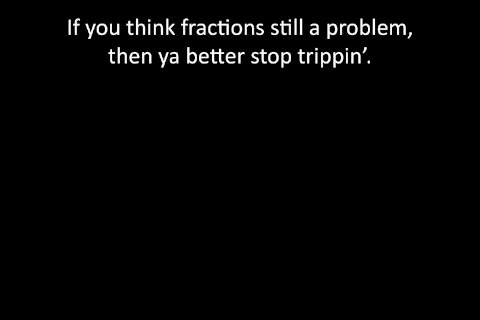 If you think fractions still a problem,
then ya better stop trippin’.